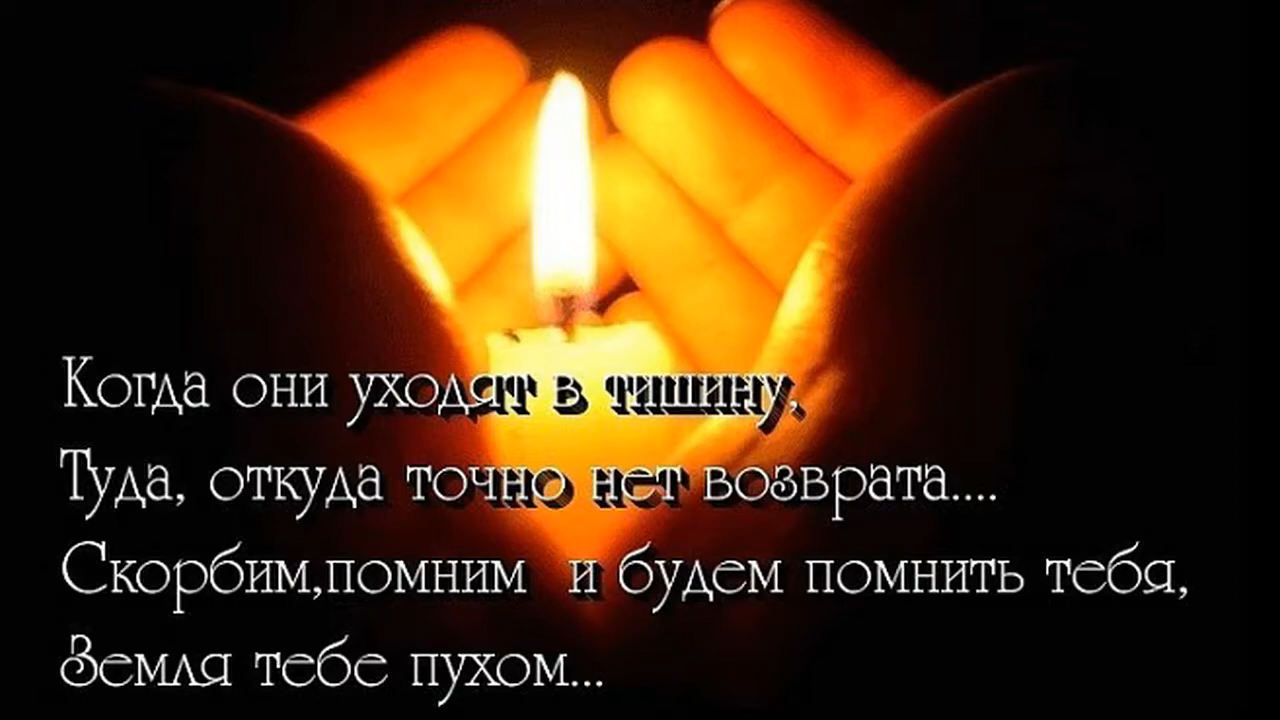 Когда они уходят в тишину,
Туда, откуда точно нет возврата....
Скорбим,помним и будем помнить тебя,
Земля тебе пухом...